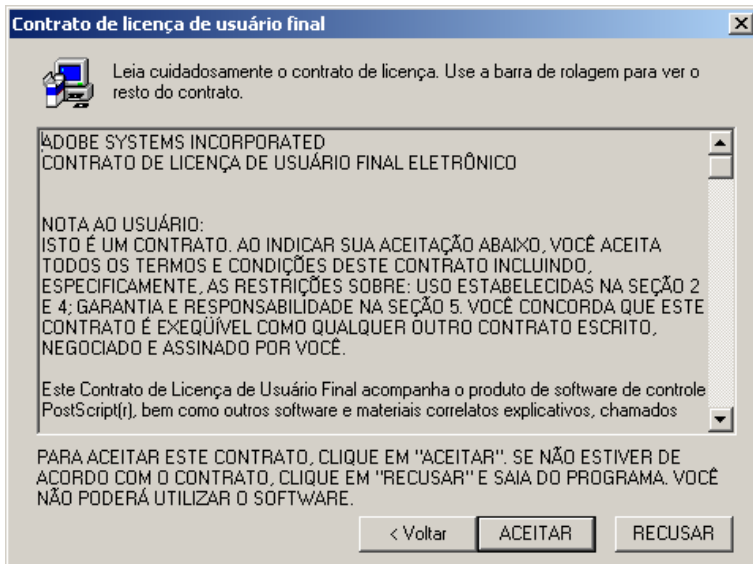 Contrato de licença de usuário final
Leia cuidadosamente o contrato de licença. Use a barra de rolagem para ver o
resto do contrato.
ADOBE SYSTEMS INCORPORATED
CONTRATO DE LICENÇA DE USUÁRIO FINAL ELETRÔNICO
NOTA AO USUÁRIO:
ISTO É UM CONTRATO. AO INDICAR SUA ACEITAÇÃO ABAIXO, VOCÊ ACEITA
TODOS OS TERMOS E CONDIÇÕES DESTE CONTRATO INCLUINDO,
ESPECIFICAMENTE, AS RESTRIÇÕES SOBRE: USO ESTABELECIDAS NA SEÇÃO 2
E 4; GARANTIA E RESPONSABILIDADE NA SEÇÃO 5. VOCÊ CONCORDA QUE ESTE
CONTRATO É EXEQÜÍVEL COMO QUALQUER OUTRO CONTRATO ESCRITO,
NEGOCIADO E ASSINADO POR VOCÊ.
Este Contrato de Licença de Usuário Final acompanha o produto de software de controle
PostScript(r), bem como outros software e materiais correlatos explicativos, chamados
PARA ACEITAR ESTE CONTRATO, CLIQUE EM "ACEITAR". SE NÃO ESTIVER DE
ACORDO COM O CONTRATO, CLIQUE EM "RECUSAR" E SAIA DO PROGRAMA. VOCÊ
NÃO PODERÁ UTILIZAR O SOFTWARE.
< Voltar ACEITAR RECUSAR